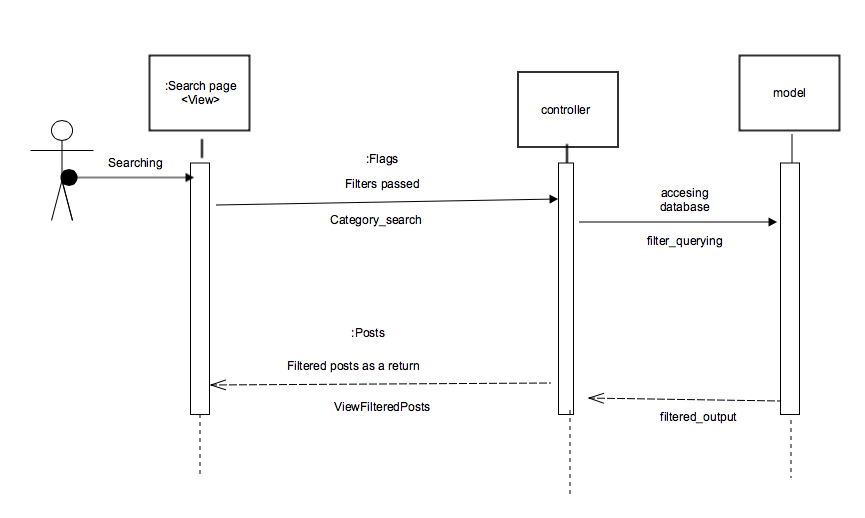 :Search page
<View>
controller
model
Searching
:Flags
Filters passed
Category_search
accesing
database
filter_querying
:Posts
Filtered posts as a return
ViewFilteredPosts
filtered_output